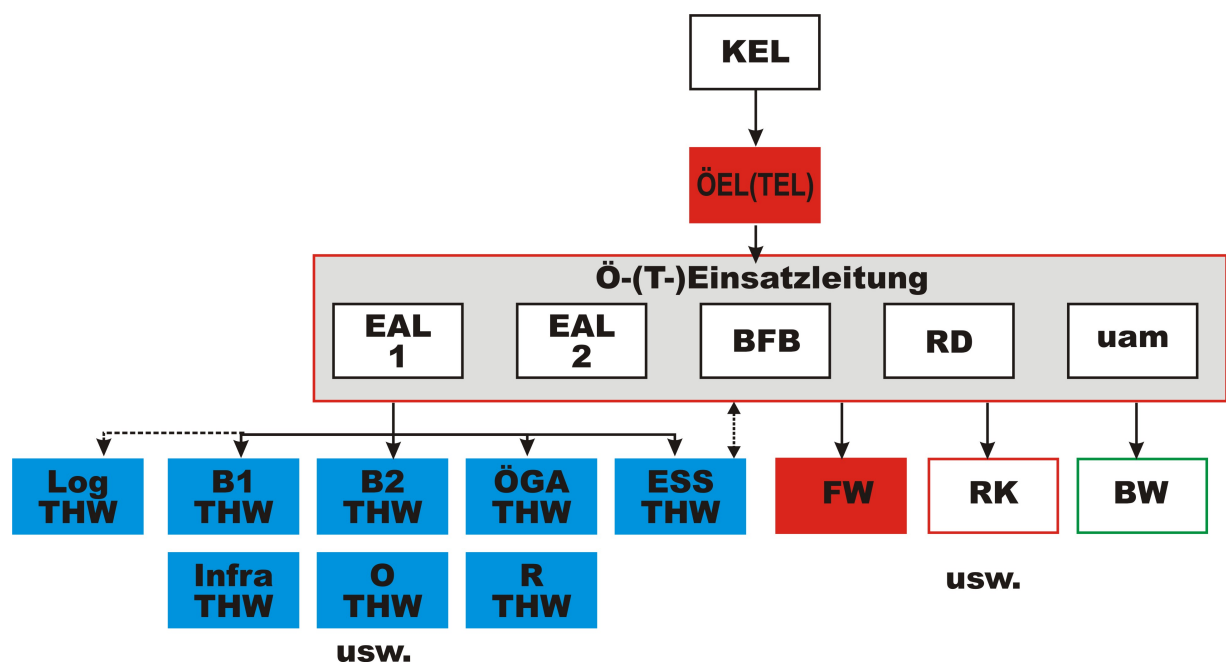 KEL
ÖEL(TEL)
Ö-(T-)Einsatzleitung
EAL
1
EAL
2
BFB
RD
uam
Log
THW
B1
THW
B2
THW
ÖGA
THW
ESS
THW
FW
RK
BW
Infra
THW
O
THW
R
THW
usw.
usw.